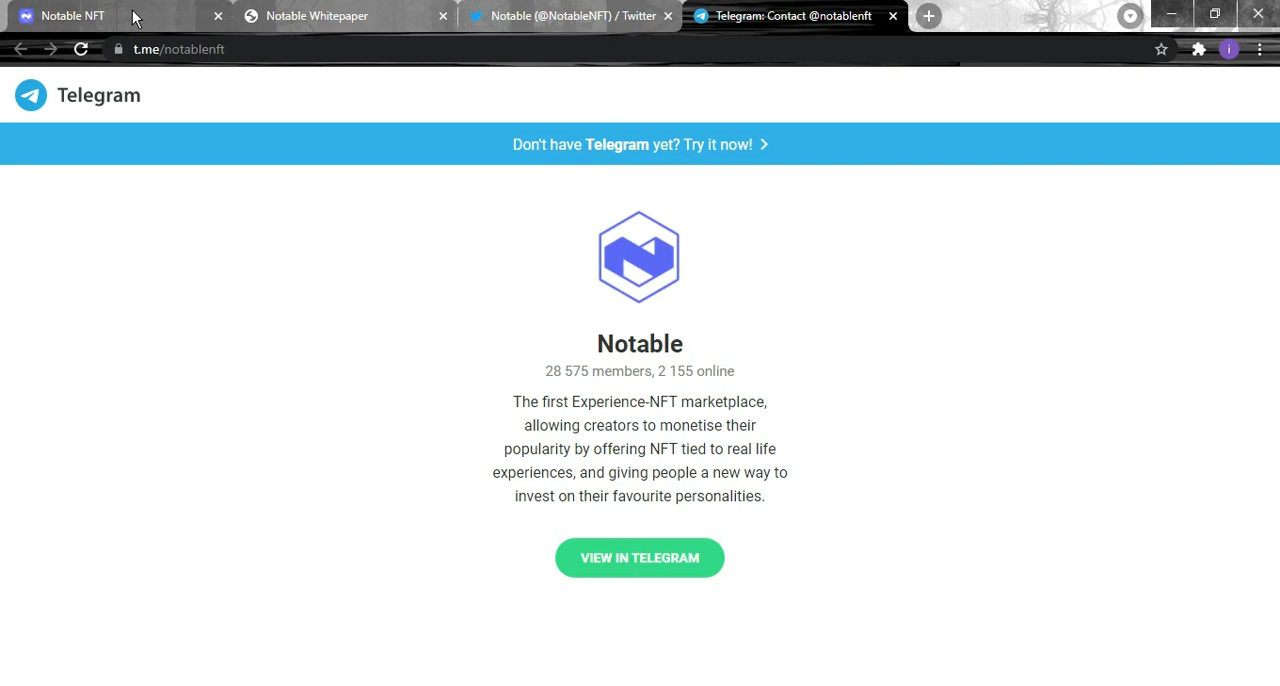 Notable NFT
Notable Whitepaper
Notable (@NotableNFT) / Twitter
Telegram: Contact @notablenft
t.me/notablenft
i
Telegram
Don't have Telegram yet? Try it now!
Notable
28 575 members, 2 155 online
The first Experience-NFT marketplace,
allowing creators to monetise their
popularity by offering NFT tied to real life
experiences, and giving people a new way to
invest on their favourite personalities.
VIEW IN TELEGRAM